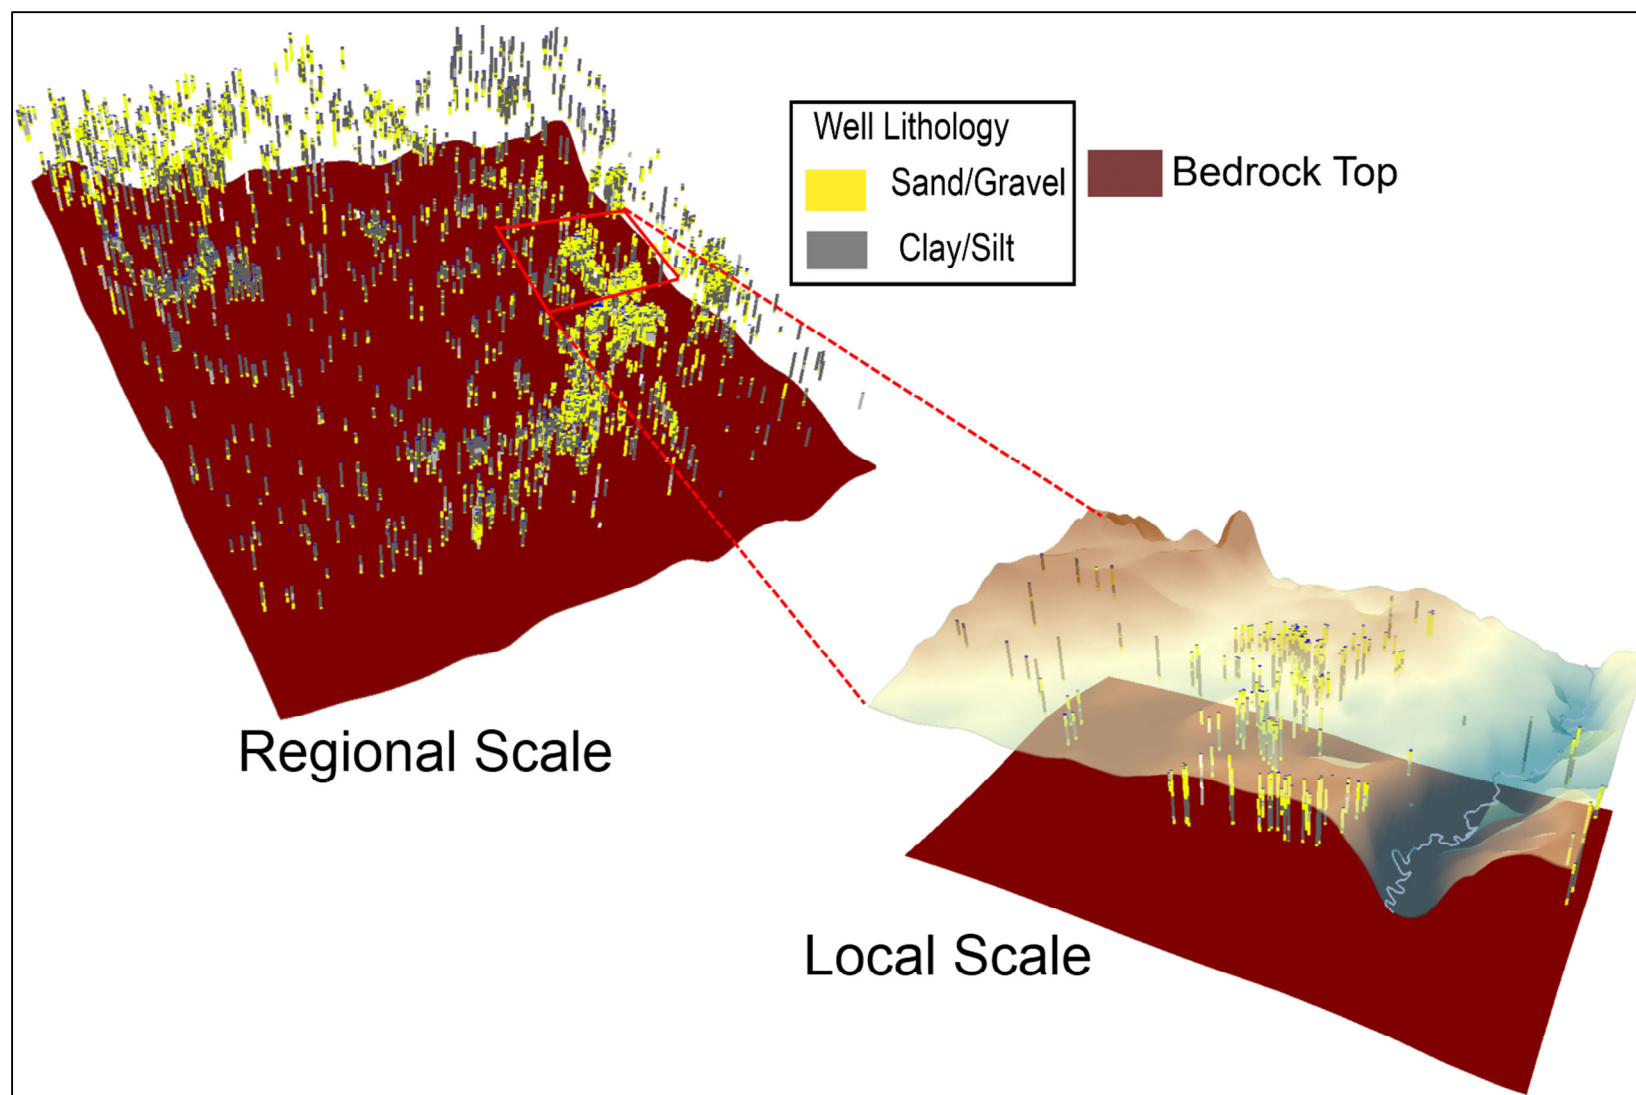 Well Lithology
Sand/Gravel
Clay/Silt
Bedrock Top
Regional Scale
Local Scale